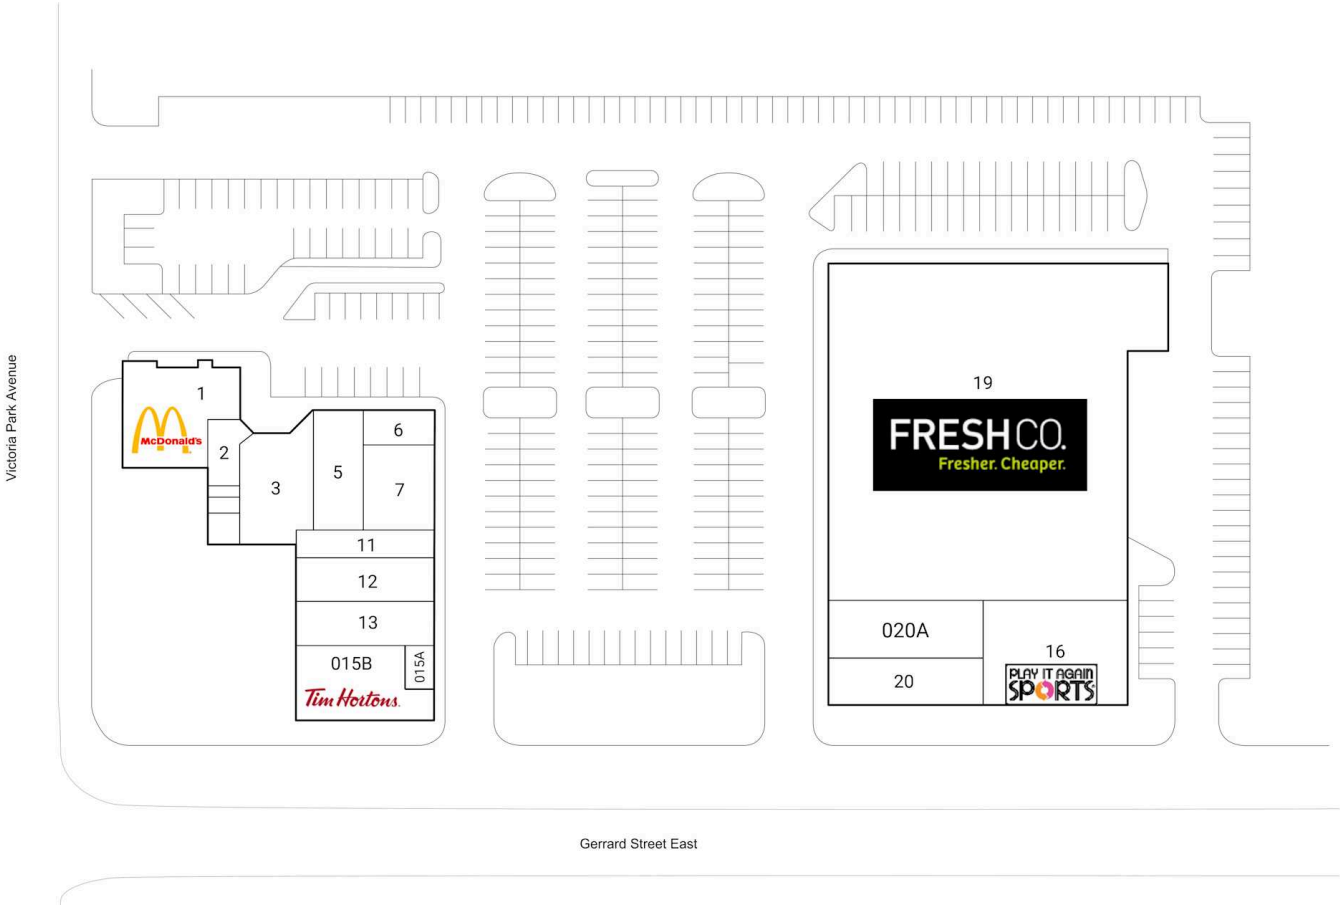 Victoria Park Avenue
1
McDonald's
2
3
5
6
7
11
12
13
015B
015A
Tim Hortons.
19
FRESHCO.
Fresher. Cheaper.
020A
20
16
PLAY IT AGAIN
SPORTS
Gerrard Street East